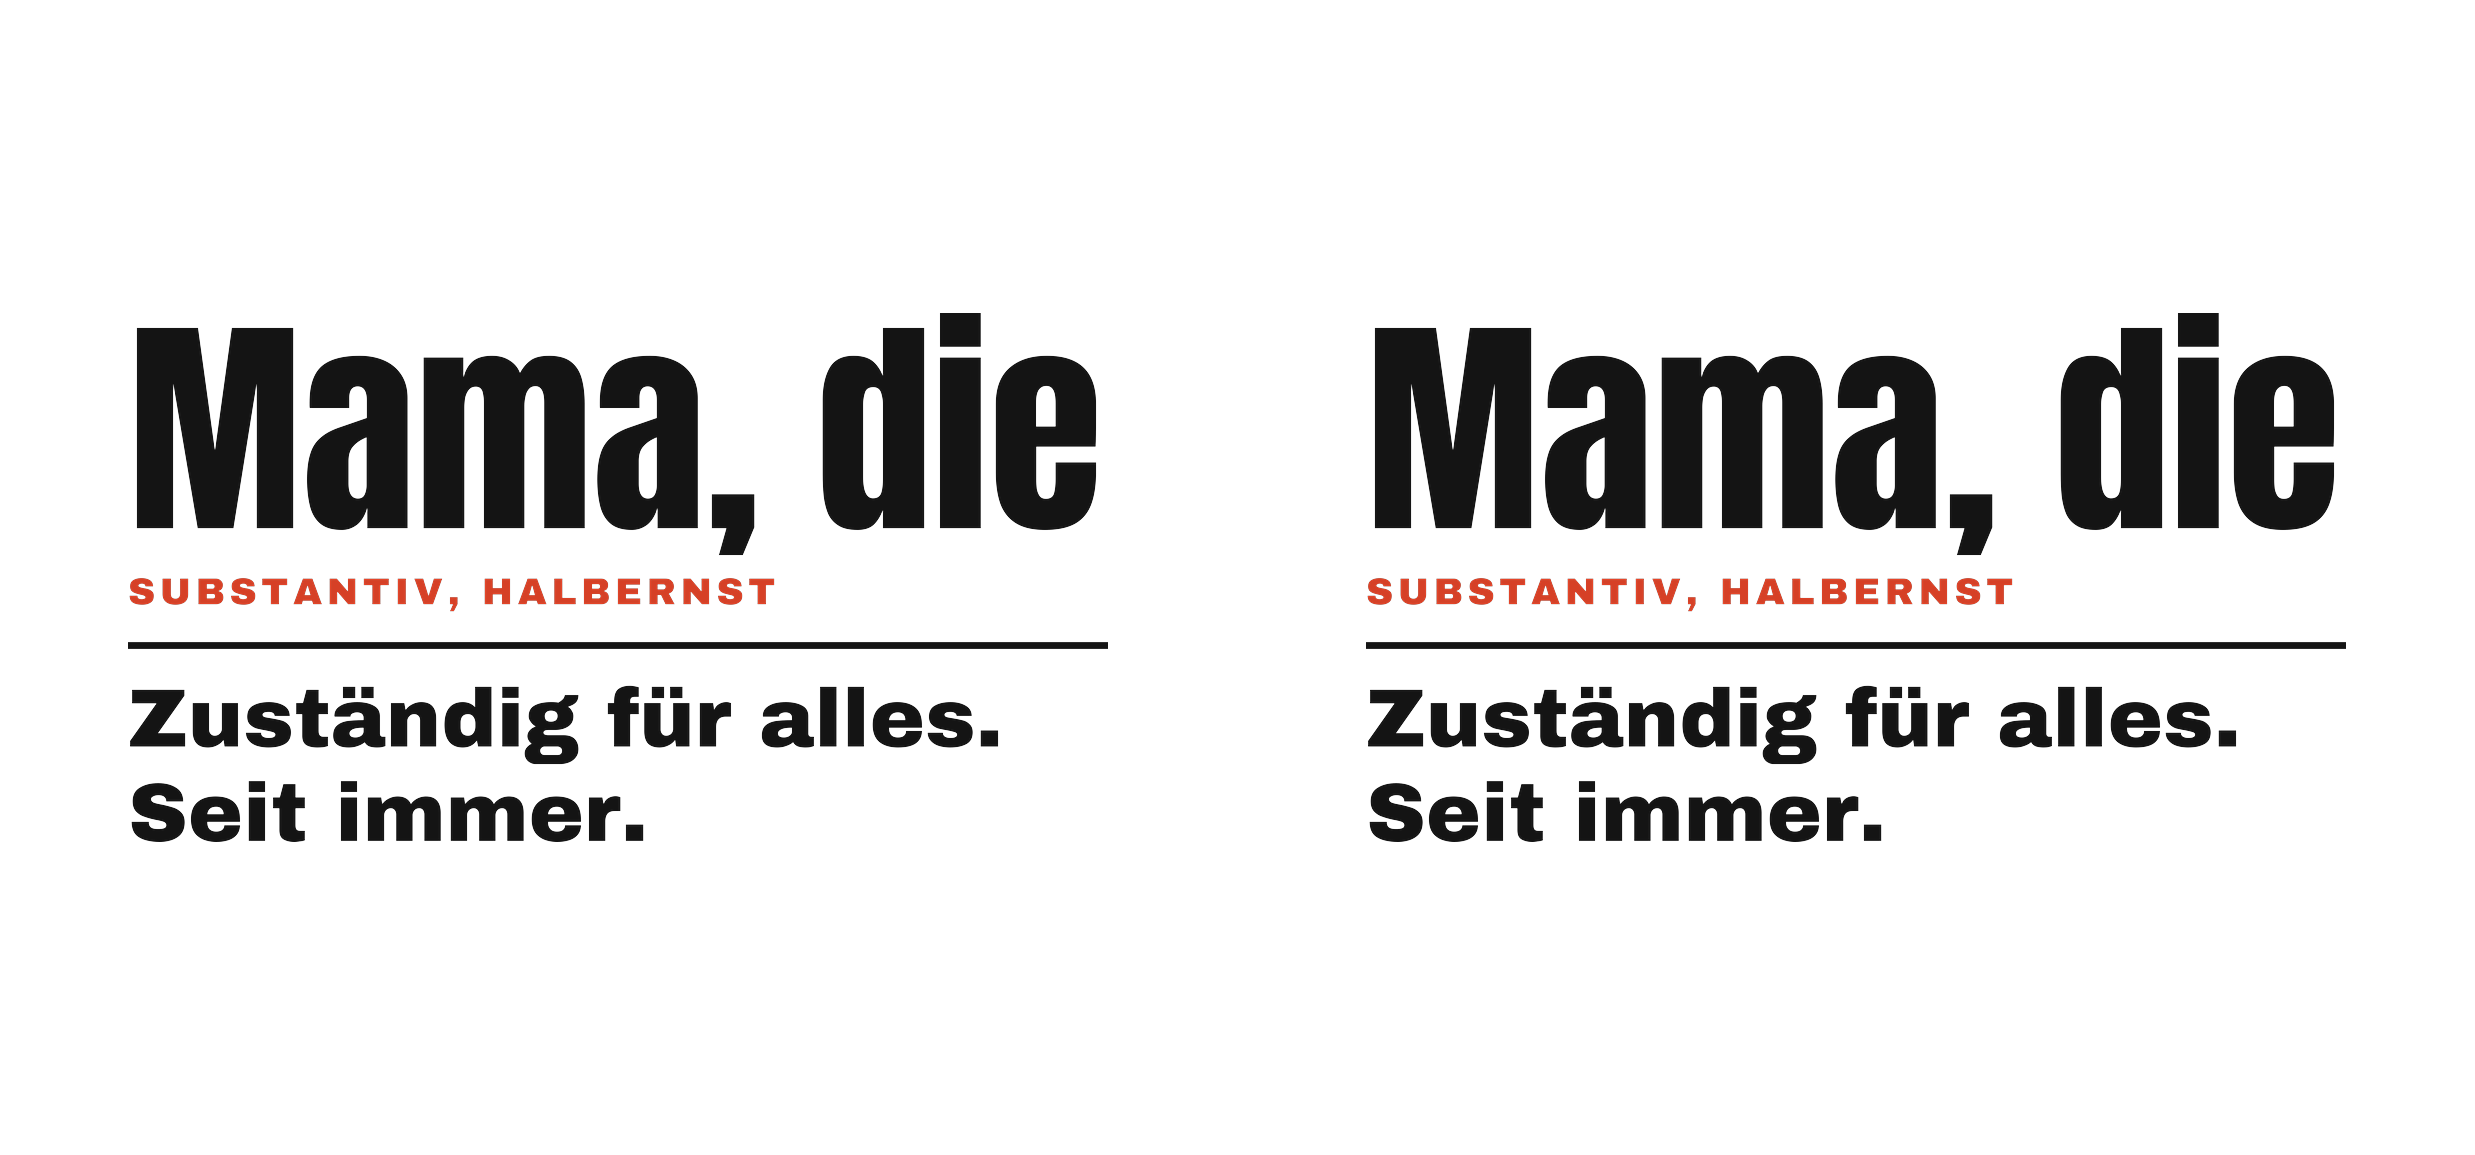 Mama, die
SUBSTANTIV, HALBERNST
Zuständig für alles.
Seit immer.
Mama, die
SUBSTANTIV, HALBERNST
Zuständig für alles.
Seit immer.